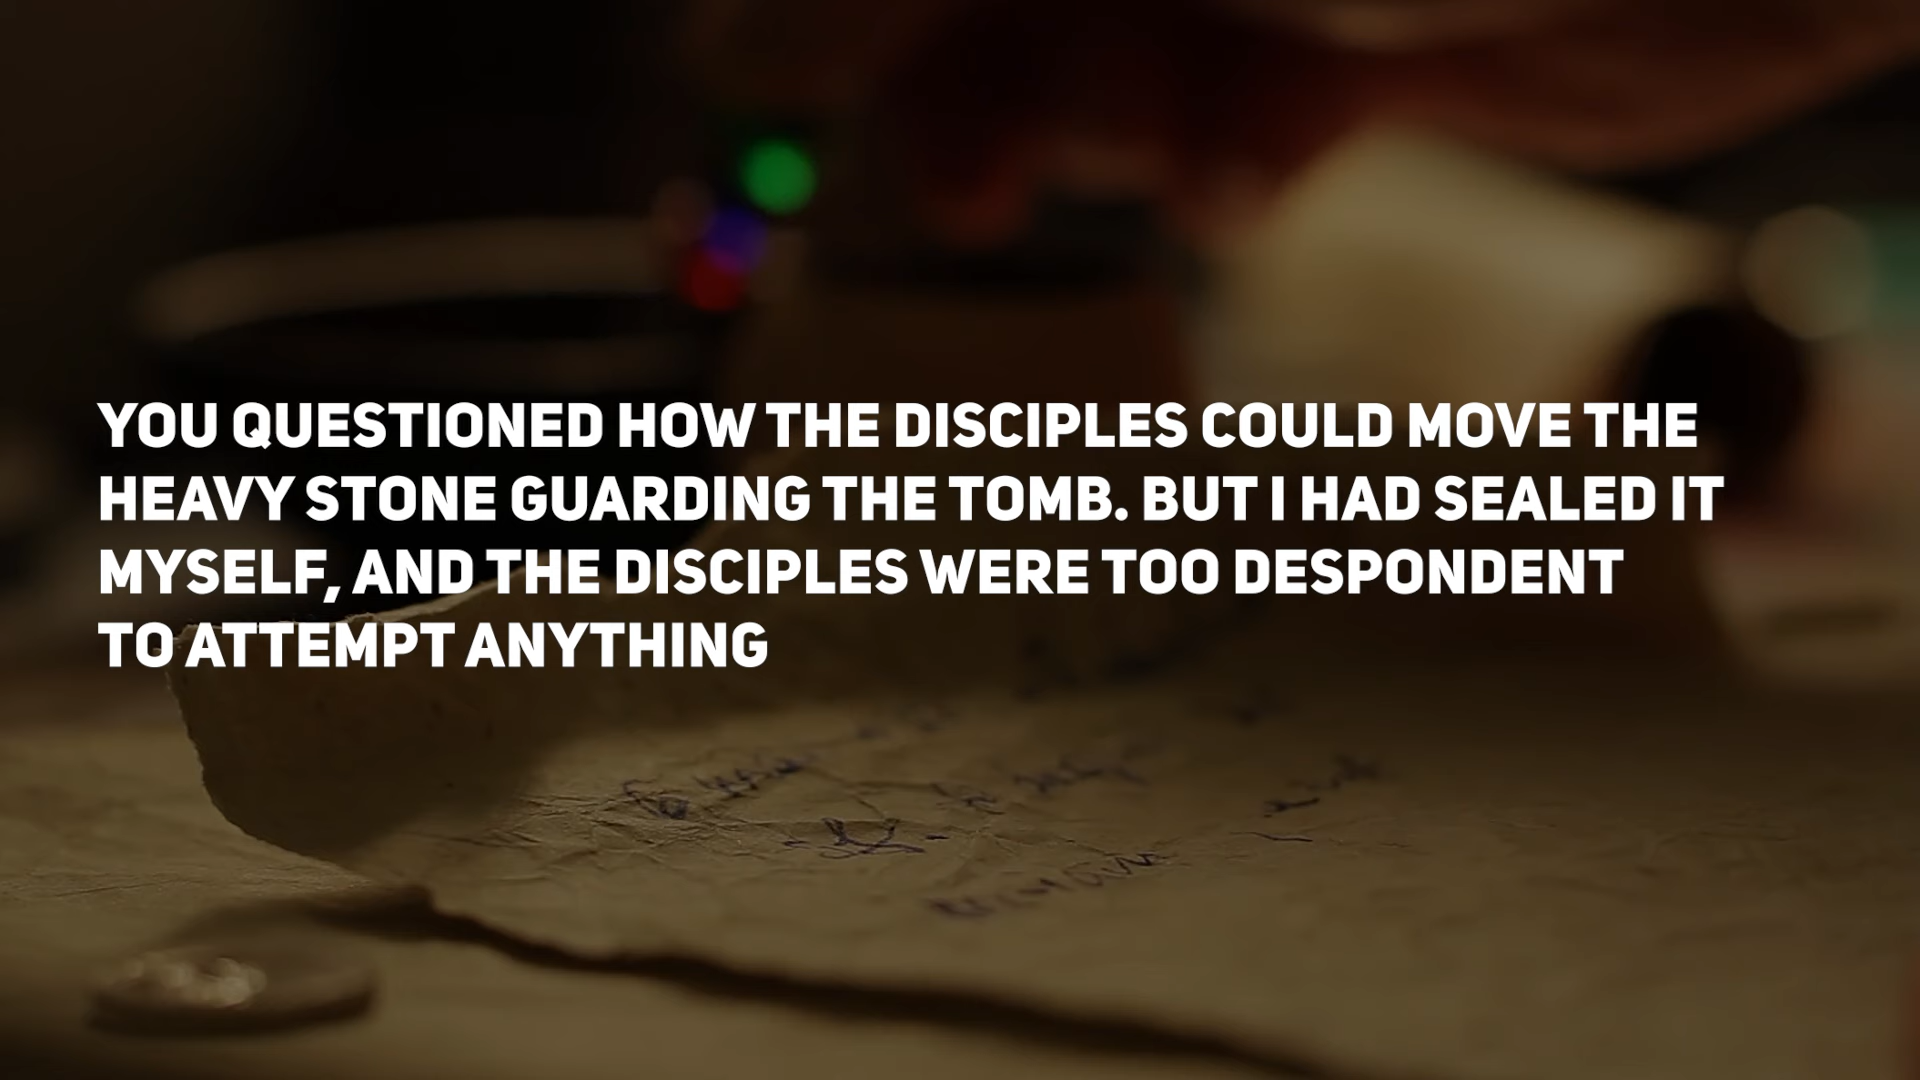 YOU QUESTIONED HOW THE DISCIPLES COULD MOVE THE
HEAVY STONE GUARDING THE TOMB. BUT I HAD SEALED IT
MYSELF, AND THE DISCIPLES WERE TOO DESPONDENT
TO ATTEMPT ANYTHING